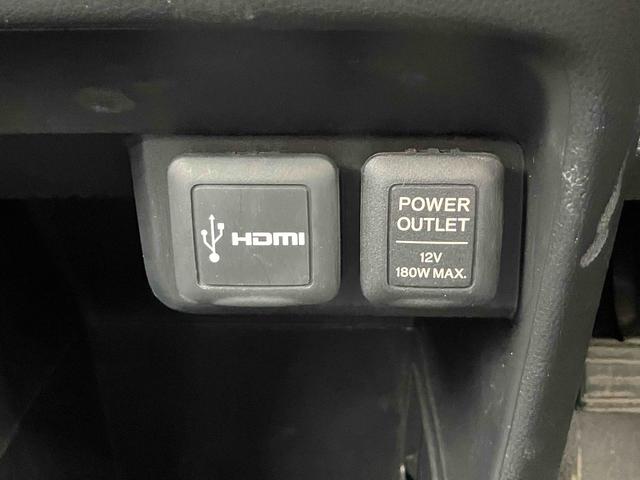 HDMI
POWER
OUTLET
12V
180W MAX.